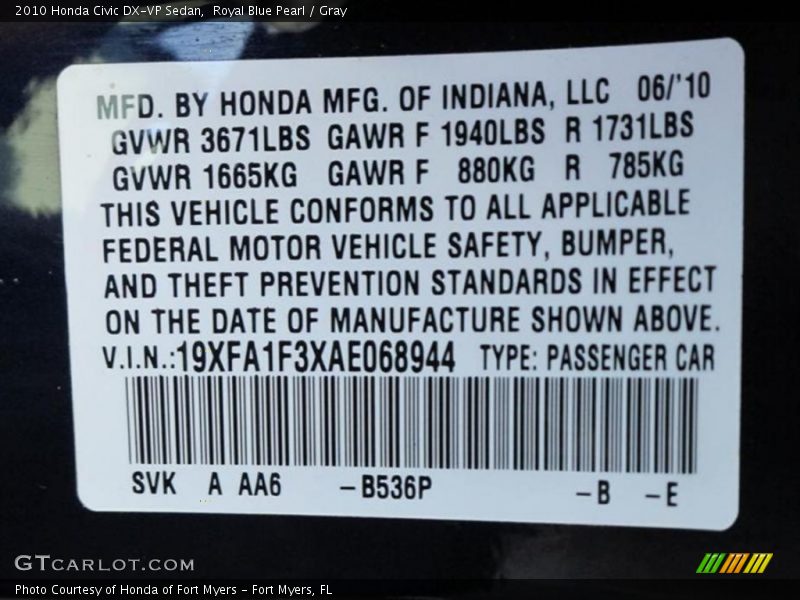 2010 Honda Civic DX-VP Sedan, Royal Blue Pearl / Gray
MFD. BY HONDA MFG. OF INDIANA, LLC 06/'10
GVWR 3671LBS GAWR F 1940LBS R 1731LBS
GVWR 1665KG GAWR F 880KG R 785KG
THIS VEHICLE CONFORMS TO ALL APPLICABLE
FEDERAL MOTOR VEHICLE SAFETY, BUMPER,
AND THEFT PREVENTION STANDARDS IN EFFECT
ON THE DATE OF MANUFACTURE SHOWN ABOVE.
V.I.N.:19XFA1F3XAE068944 TYPE: PASSENGER CAR
SVK A AA6 -B536P -B -E
GTCARLOT.COM
Photo Courtesy of Honda of Fort Myers - Fort Myers, FL